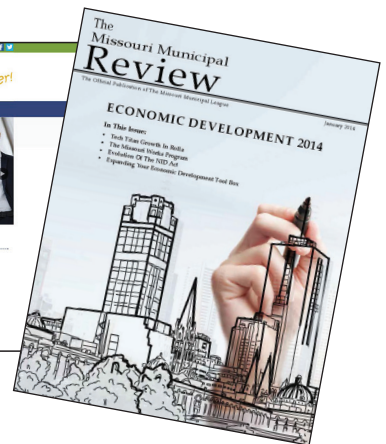 er!
The
Missouri Municipal
Review
The Official Publication of The Missouri Municipal League
January 2014
ECONOMIC DEVELOPMENT 2014
In This Issue:
• Tech Titan Growth In Rolla
• The Missouri Works Program
• Evolution Of The NID Act
• Expanding Your Economic Development Tool Box